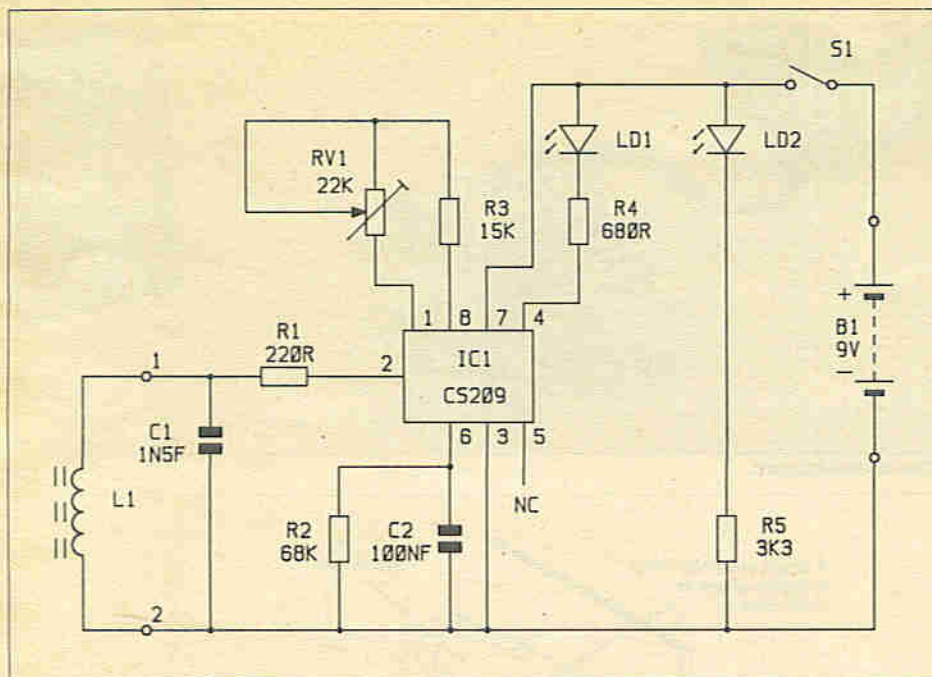 S1
LD1
LD2
RV1
22K
R3
15K
R4
680R
+
B1
9V
−
1
8
7
4
R1
220R
1
2
IC1
CS209
6
3
5
C1
1N5F
L1
NC
R2
68K
C2
100NF
R5
3K3
2